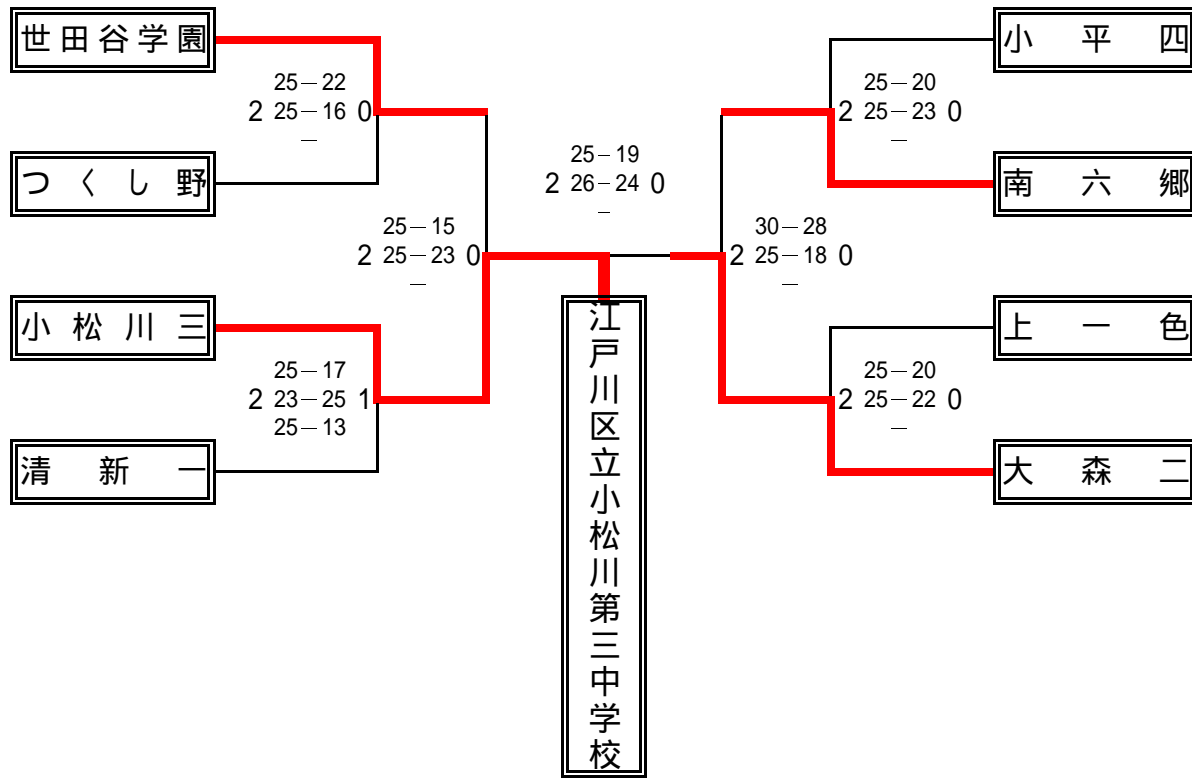 世田谷学園
25－22
2 25－16 0
－
つくし野
25－15
2 25－23 0
－
小松川三
25－17
2 23－25 1
25－13
清新一
25－19
2 26－24 0
－
江戸川区立小松川第三中学校
小平四
25－20
2 25－23 0
－
南六郷
30－28
2 25－18 0
－
上一色
25－20
2 25－22 0
－
大森二